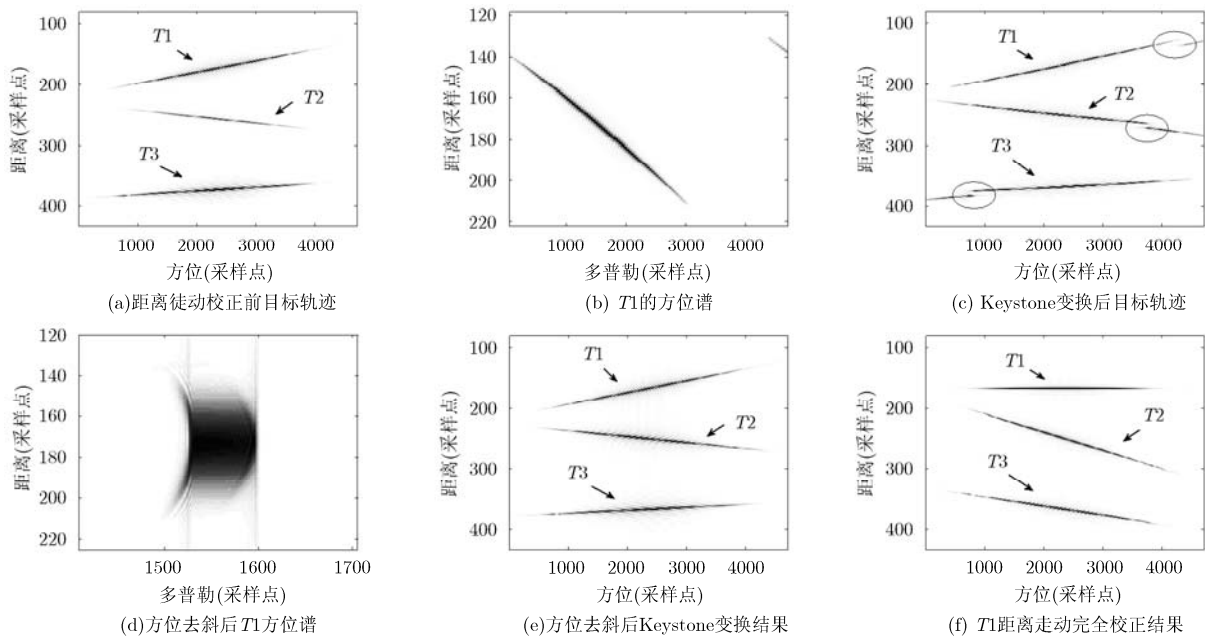 100
200
300
400
1000 2000 3000 4000
距离(采样点)
方位(采样点)
T1
T2
T3
(a)距离徒动校正前目标轨迹
120
140
160
180
200
220
0 1000 2000 3000 4000
距离(采样点)
多普勒(采样点)
(b) T1的方位谱
100
200
300
400
1000 2000 3000 4000
距离(采样点)
方位(采样点)
T1
T2
T3
(c) Keystone变换后目标轨迹
120
140
160
180
200
220
1500 1600 1700
距离(采样点)
多普勒(采样点)
(d)方位去斜后T1方位谱
100
200
300
400
1000 2000 3000 4000
距离(采样点)
方位(采样点)
T1
T2
T3
(e)方位去斜后Keystone变换结果
100
200
300
400
1000 2000 3000 4000
距离(采样点)
方位(采样点)
T1
T2
T3
(f) T1距离走动完全校正结果